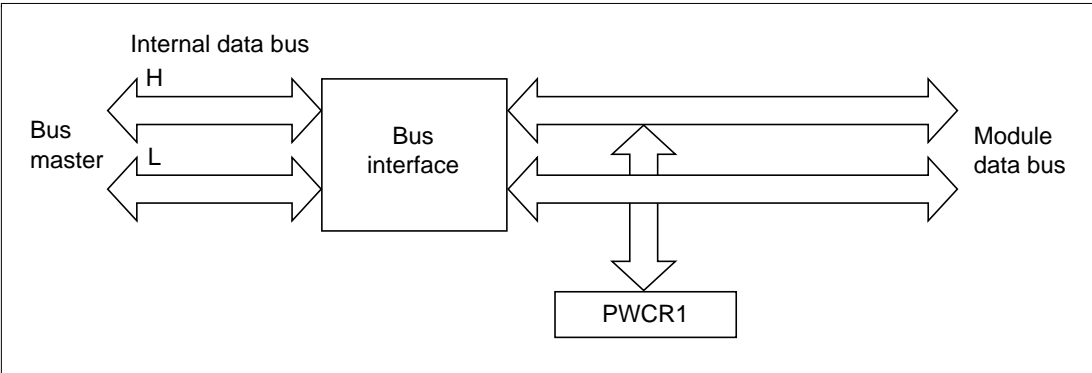 Internal data bus
H
Bus
master
L
Bus
interface
Module
data bus
PWCR1